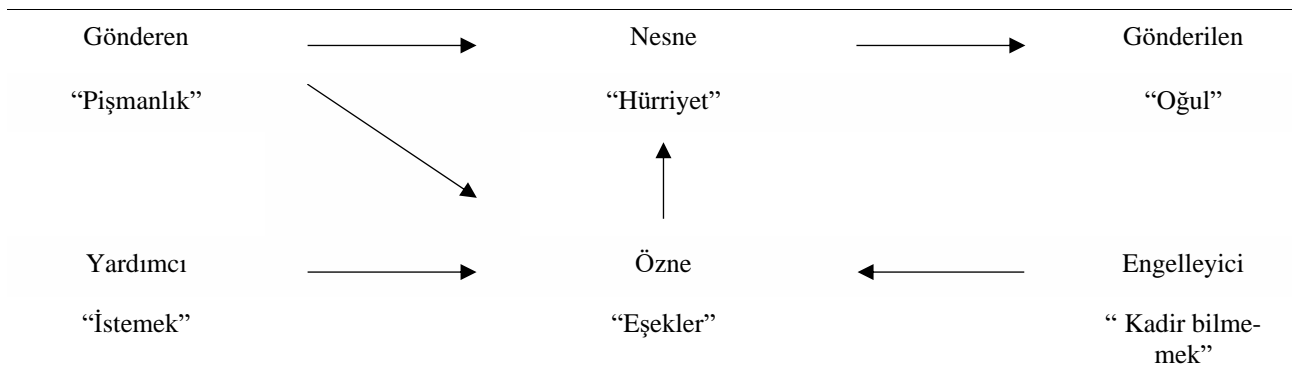 Gönderen Nesne Gönderilen
“Pişmanlık” “Hürriyet” “Oğul”
Yardımcı Özne Engelleyici
“İstemek” “Eşekler” “ Kadir bilme-
mek”